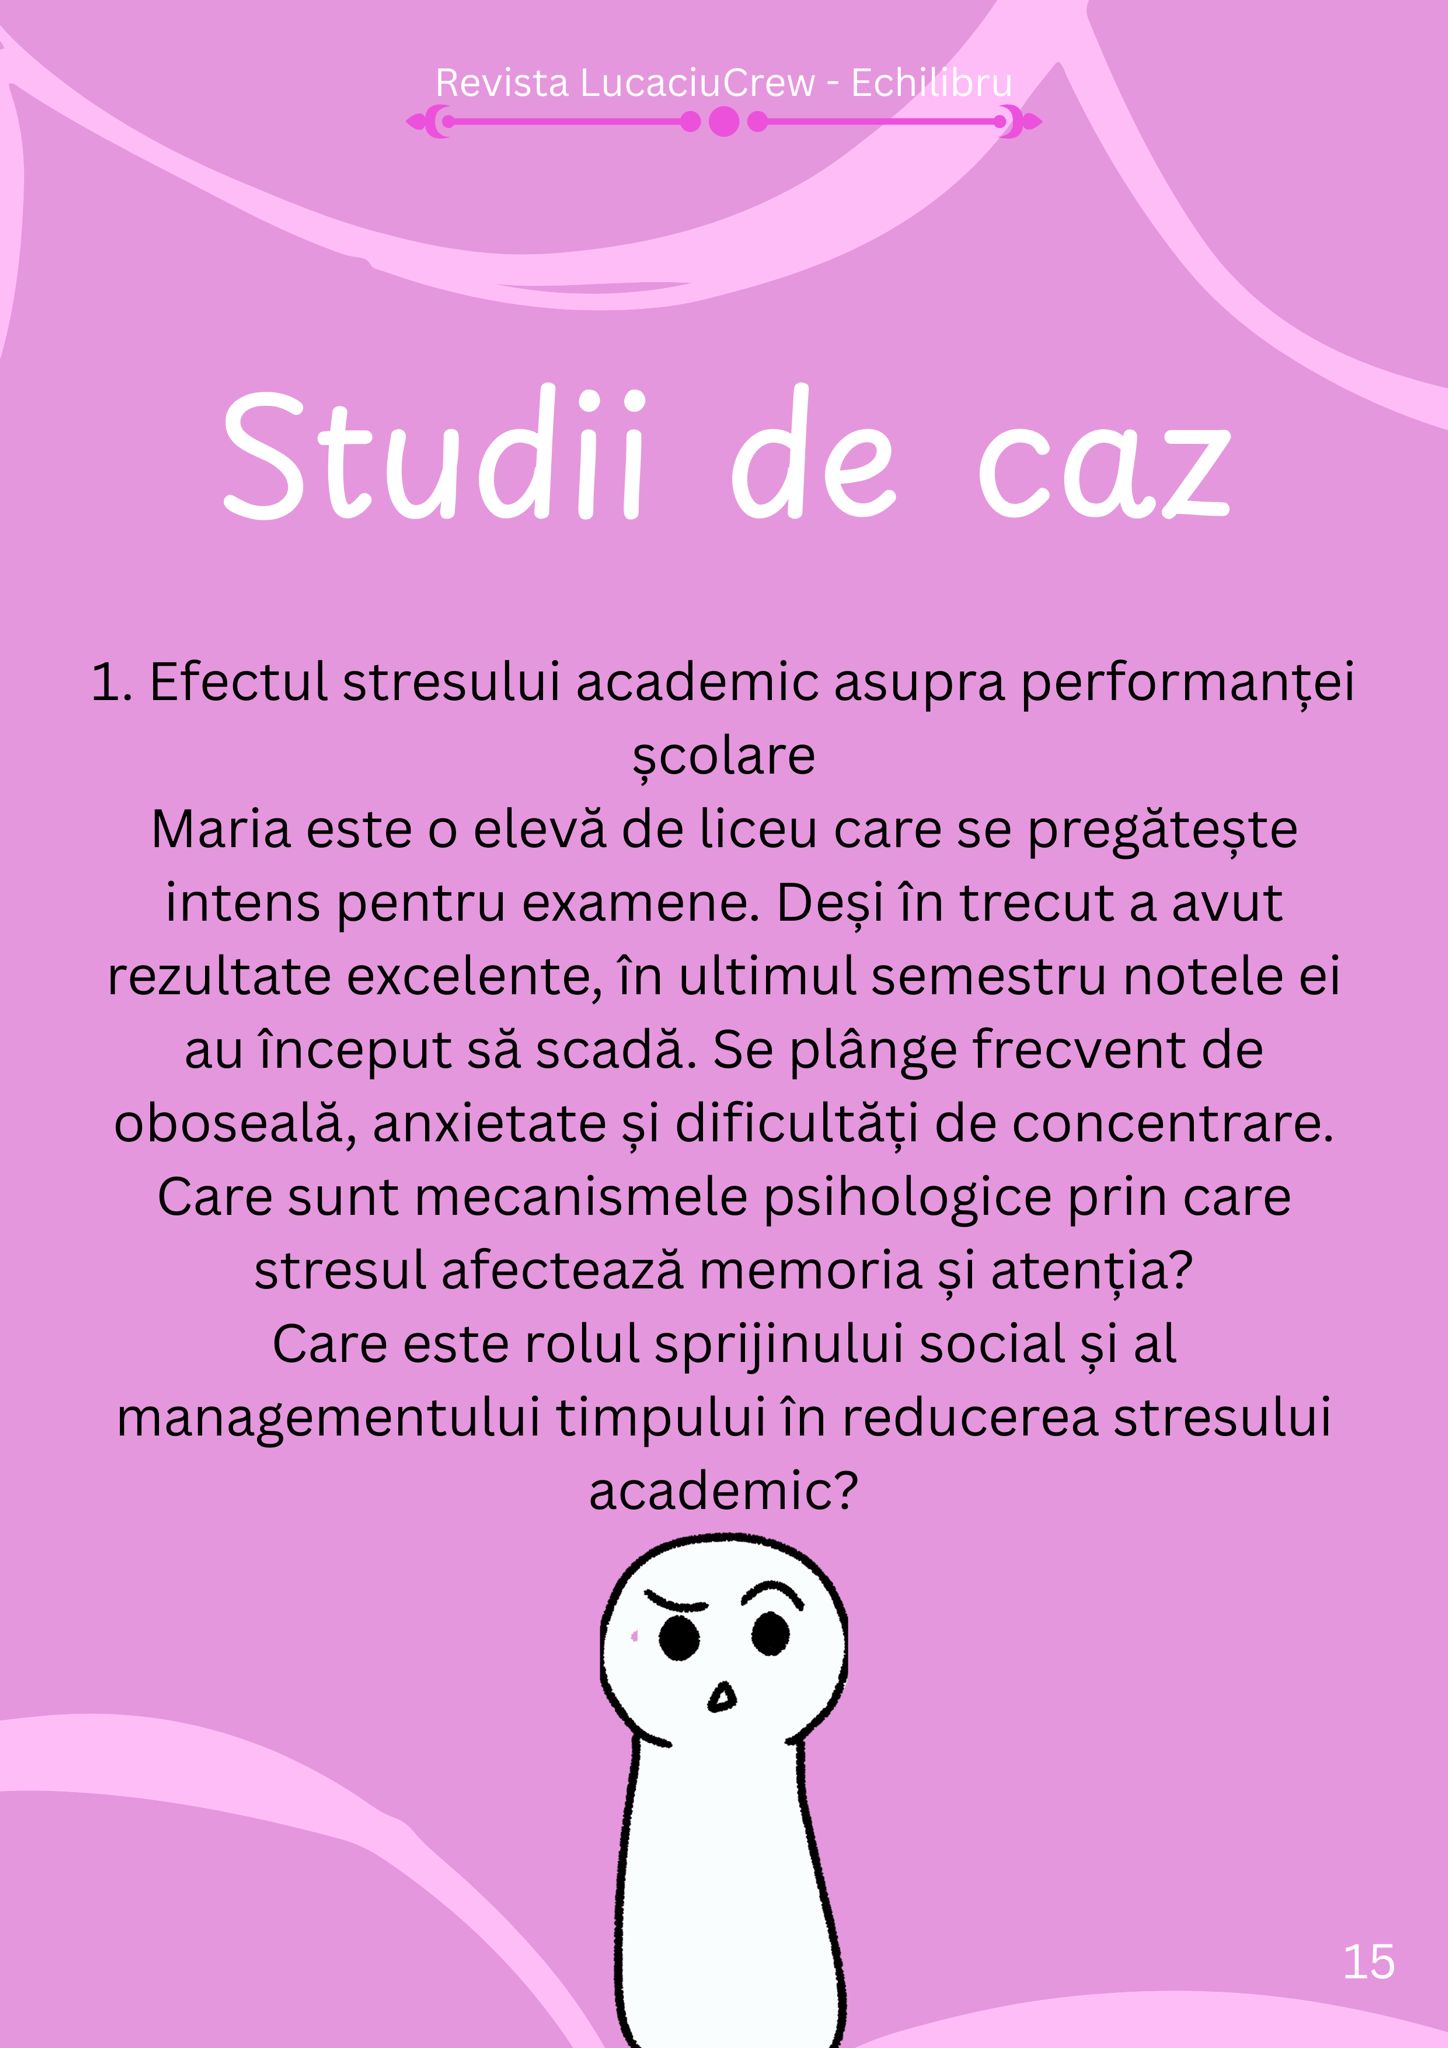 Revista LucaciuCrew - Echilibru
Studii de caz
1. Efectul stresului academic asupra performanței
școlare
Maria este o elevă de liceu care se pregătește
intens pentru examene. Deși în trecut a avut
rezultate excelente, în ultimul semestru notele ei
au început să scadă. Se plânge frecvent de
oboseală, anxietate și dificultăți de concentrare.
Care sunt mecanismele psihologice prin care
stresul afectează memoria și atenția?
Care este rolul sprijinului social și al
managementului timpului în reducerea stresului
academic?
15